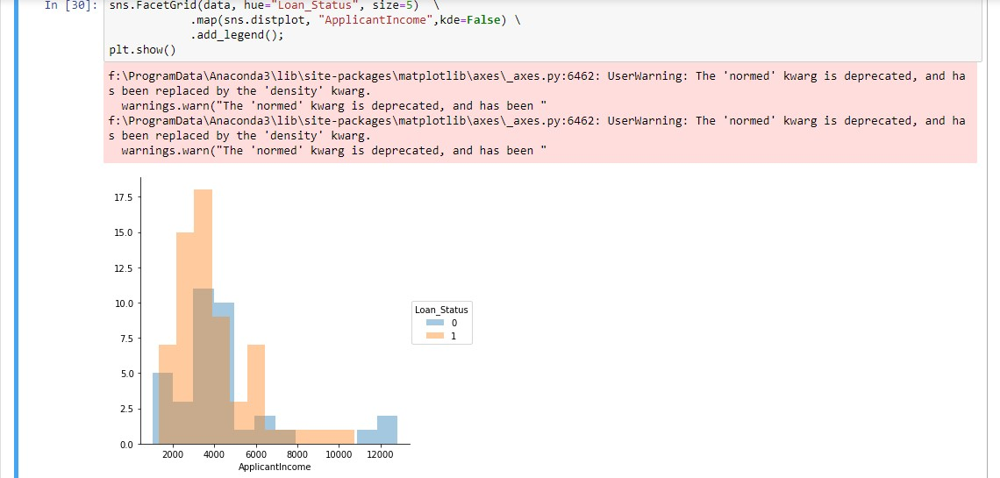 In [30]: sns.FacetGrid(data, hue="Loan_Status", size=5) \
.map(sns.distplot, "ApplicantIncome",kde=False) \
.add_legend();
plt.show()
f:\ProgramData\Anaconda3\lib\site-packages\matplotlib\axes\_axes.py:6462: UserWarning: The 'normed' kwarg is deprecated, and ha
s been replaced by the 'density' kwarg.
warnings.warn("The 'normed' kwarg is deprecated, and has been "
f:\ProgramData\Anaconda3\lib\site-packages\matplotlib\axes\_axes.py:6462: UserWarning: The 'normed' kwarg is deprecated, and ha
s been replaced by the 'density' kwarg.
warnings.warn("The 'normed' kwarg is deprecated, and has been "
17.5
15.0
12.5
10.0
7.5
5.0
2.5
0.0
2000 4000 6000 8000 10000 12000
ApplicantIncome
Loan_Status
0
1